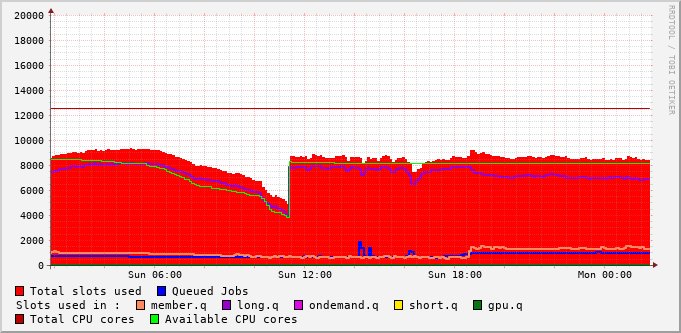 20000
18000
16000
14000
12000
10000
8000
6000
4000
2000
0
Sun 06:00 Sun 12:00 Sun 18:00 Mon 00:00
RRDTOOL / TOBI OETIKER
Total slots used Queued Jobs
Slots used in : member.q long.q ondemand.q short.q gpu.q
Total CPU cores Available CPU cores